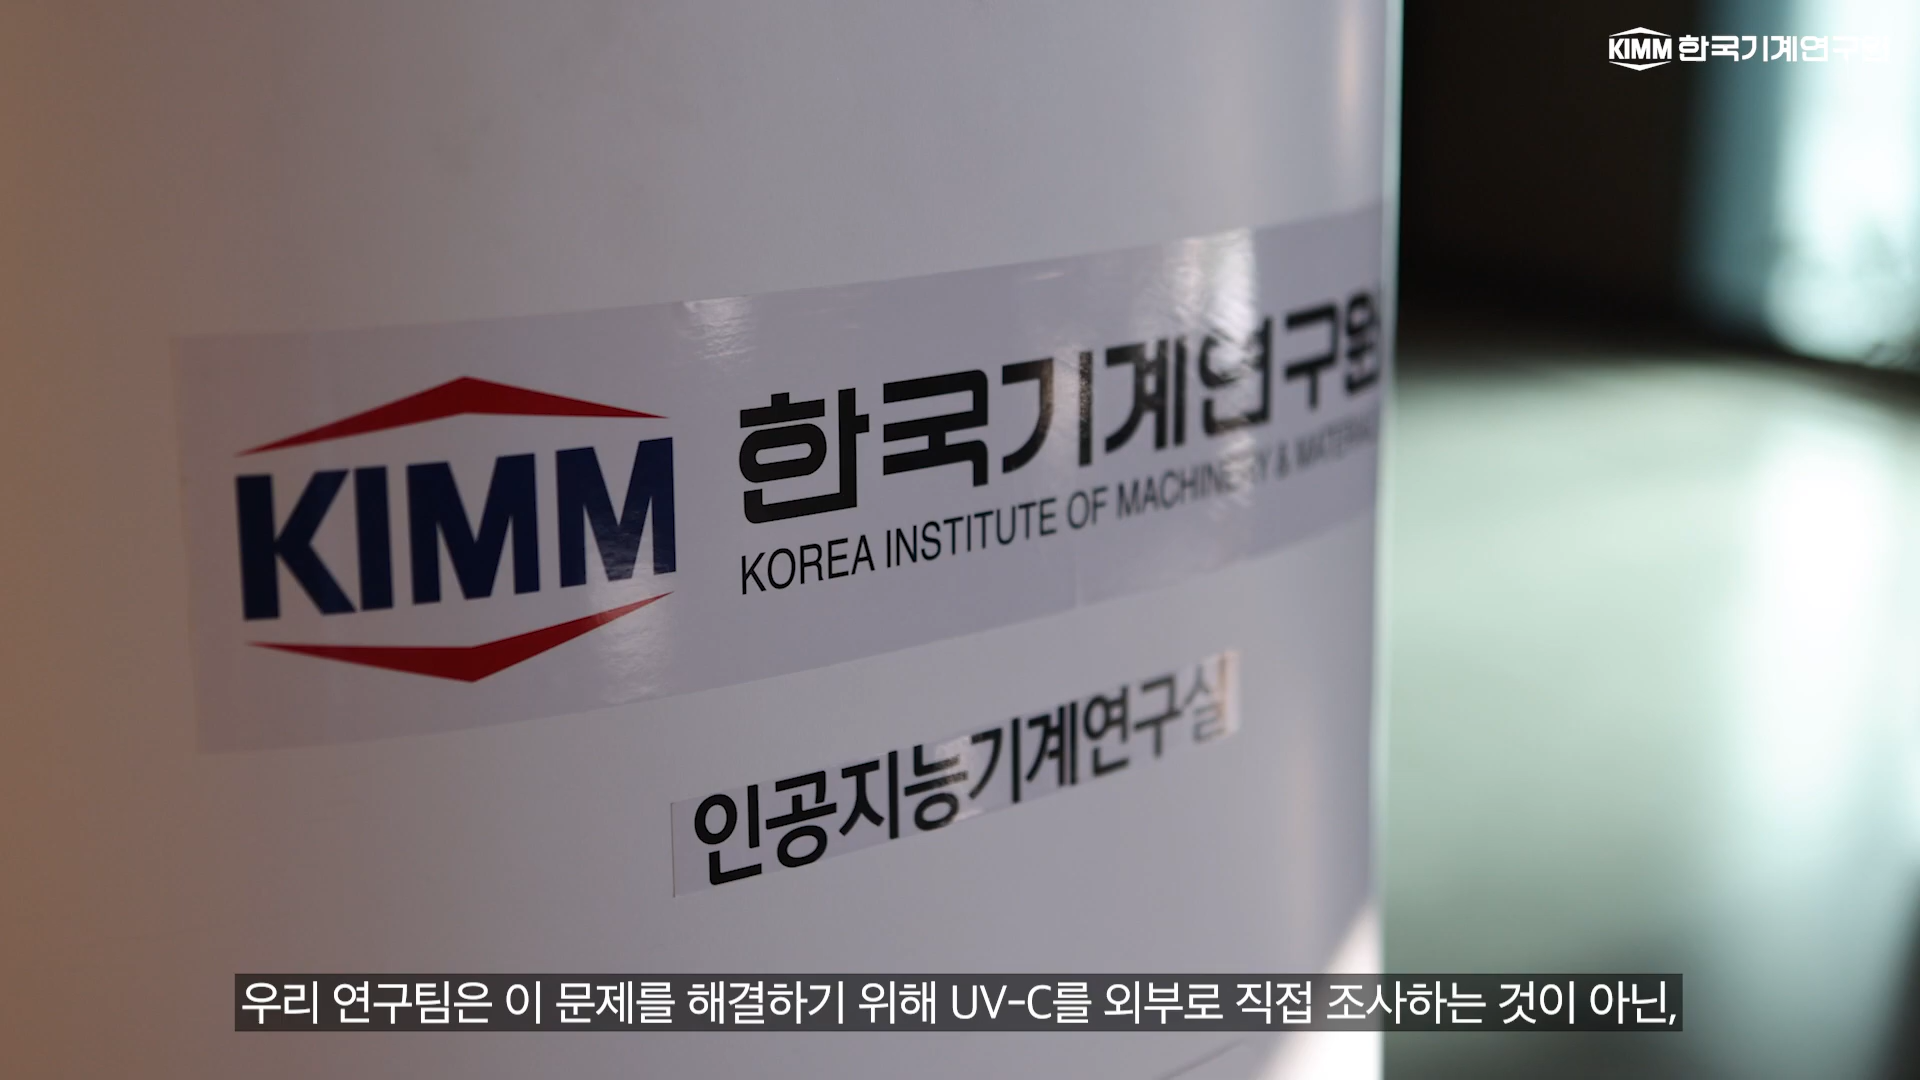 KIMM 한국기계연구원
KIMM
한국기계연구원
KOREA INSTITUTE OF MACHINERY & MATERIALS
인공지능기계연구실
우리 연구팀은 이 문제를 해결하기 위해 UV-C를 외부로 직접 조사하는 것이 아닌,